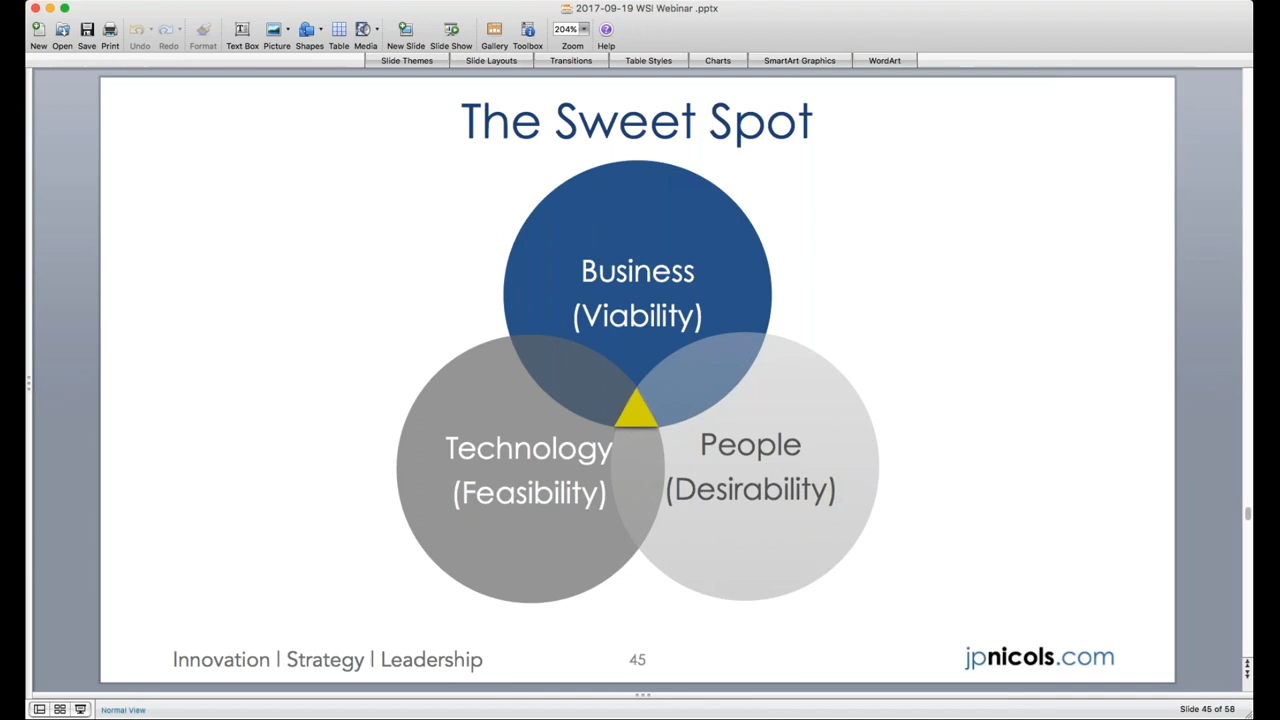 2017-09-19 WSI Webinar .pptx
New Open Save Print Undo Redo Format Text Box Picture Shapes Table Media New Slide Slide Show Gallery Toolbox 204% Zoom Help
Slide Themes Slide Layouts Transitions Table Styles Charts SmartArt Graphics WordArt
The Sweet Spot
Business
(Viability)
Technology
(Feasibility)
People
(Desirability)
Innovation | Strategy | Leadership
45
jpnicols.com
Normal View
Slide 45 of 58